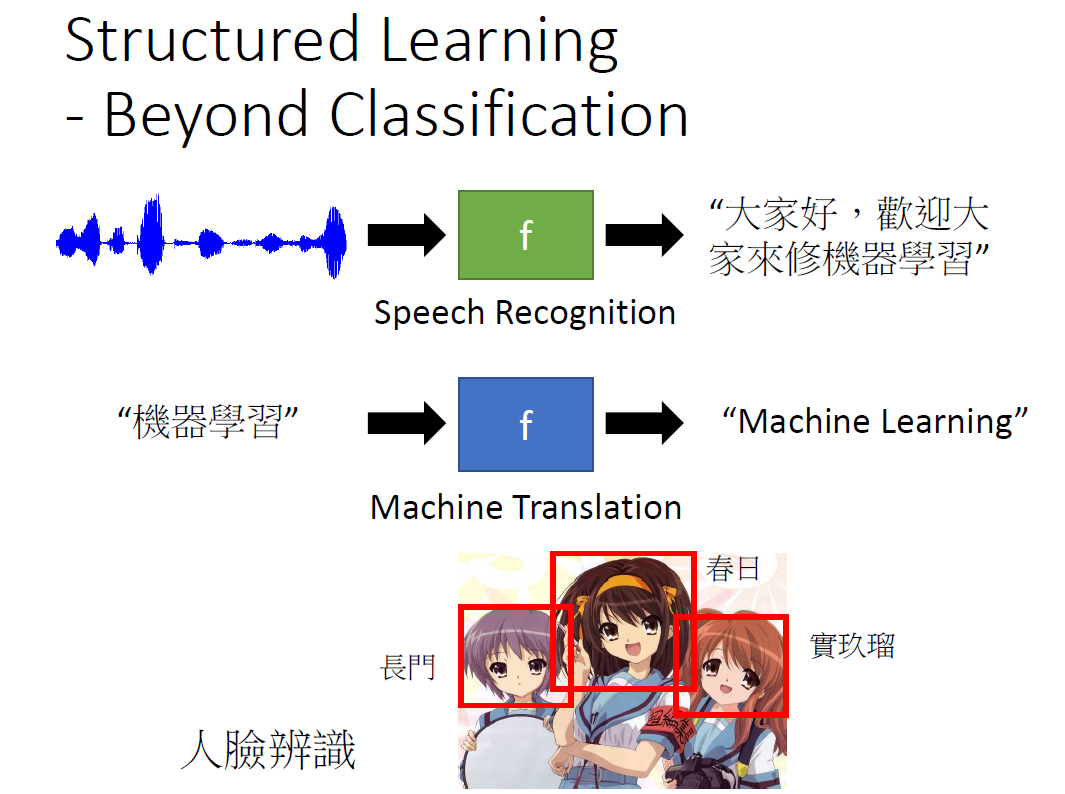 Structured Learning
- Beyond Classification
f
“大家好，歡迎大
家來修機器學習”
Speech Recognition
“機器學習”
f
“Machine Learning”
Machine Translation
春日
長門
實玖瑠
人臉辨識